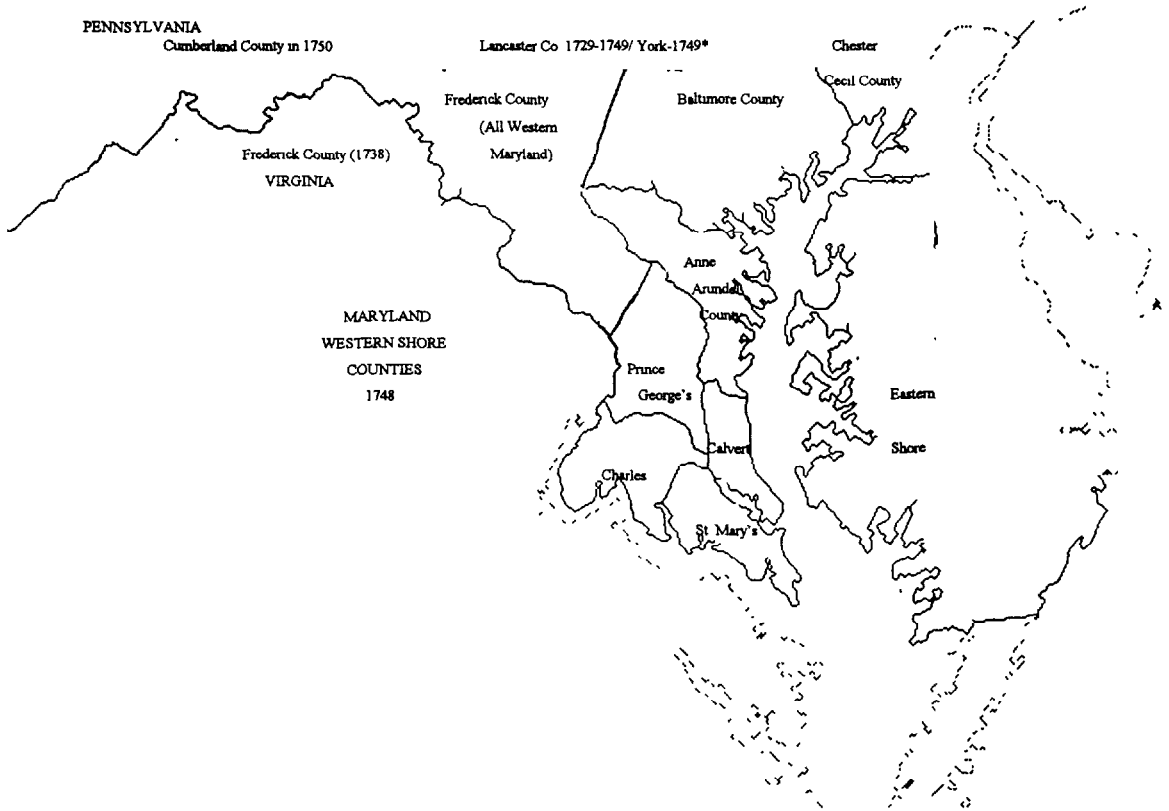 PENNSYLVANIA
Cumberland County in 1750
Lancaster Co 1729-1749/ York-1749*
Chester
Cecil County
Frederick County
(All Western
Maryland)
Baltimore County
Frederick County (1738)
VIRGINIA
Anne
Arundel
County
MARYLAND
WESTERN SHORE
COUNTIES
1748
Prince
George's
Eastern
Shore
Calvert
Charles
St Mary's